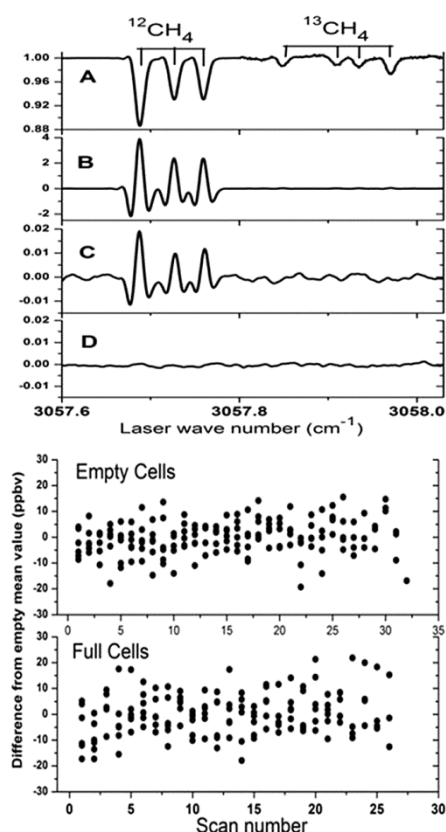 ¹²CH₄ ¹³CH₄
1.00
0.96
0.92
0.88
A
4
2
0
-2
B
0.02
0.01
0.00
-0.01
C
0.02
0.01
0.00
-0.01
D
3057.6 3057.8 3058.0
Laser wave number (cm⁻¹)
Difference from empty mean value (ppbv)
30
20
10
0
-10
-20
-30
Empty Cells
0 5 10 15 20 25 30 35
30
20
10
0
-10
-20
-30
Full Cells
0 5 10 15 20 25 30
Scan number